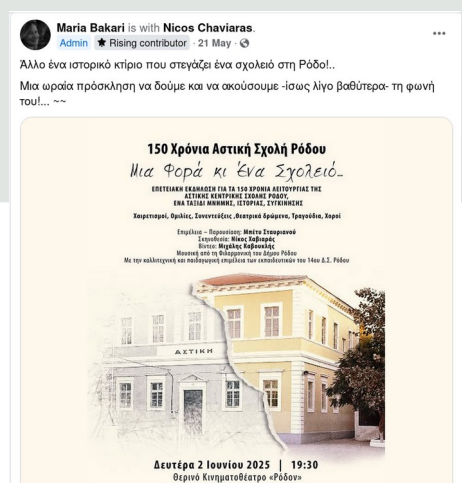 Maria Bakari is with Nicos Chaviaras.
Admin Rising contributor · 21 May ·
Άλλο ένα ιστορικό κτίριο που στεγάζει ένα σχολειό στη Ρόδο!..
Μια ωραία πρόσκληση να δούμε και να ακούσουμε -ίσως λίγο βαθύτερα- τη φωνή
του!... ~~
150 Χρόνια Αστική Σχολή Ρόδου
Μια Φορά κι Ένα Σχολειό...
ΕΠΕΤΕΙΑΚΗ ΕΚΔΗΛΩΣΗ ΓΙΑ ΤΑ 150 ΧΡΟΝΙΑ ΛΕΙΤΟΥΡΓΙΑΣ ΤΗΣ
ΑΣΤΙΚΗΣ ΚΕΝΤΡΙΚΗΣ ΣΧΟΛΗΣ ΡΟΔΟΥ,
ΕΝΑ ΤΑΞΙΔΙ ΜΝΗΜΗΣ, ΙΣΤΟΡΙΑΣ, ΣΥΓΚΙΝΗΣΗΣ
Χαιρετισμοί, Ομιλίες, Συνεντεύξεις ,Θεατρικά δρώμενα, Τραγούδια, Χοροί
Επιμέλεια – Παρουσίαση: Μπέτυ Σταυριανού
Σκηνοθεσία: Νίκος Χαβιαράς
Βίντεο: Μιχάλης Καβουκλής
Μουσική από τη Φιλαρμονική του Δήμου Ρόδου
Με την καλλιτεχνική και παιδαγωγική επιμέλεια των εκπαιδευτικών του 14ου Δ.Σ. Ρόδου
ΑΣΤΙΚΗ
Δευτέρα 2 Ιουνίου 2025 | 19:30
Θερινό Κινηματοθέατρο «Ρόδον»